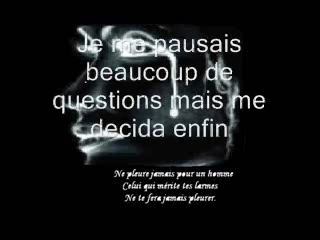 Je me pausais
beaucoup de
questions mais me
decida enfin
Ne pleure jamais pour un homme
Celui qui mérite tes larmes
Ne te fera jamais pleurer.